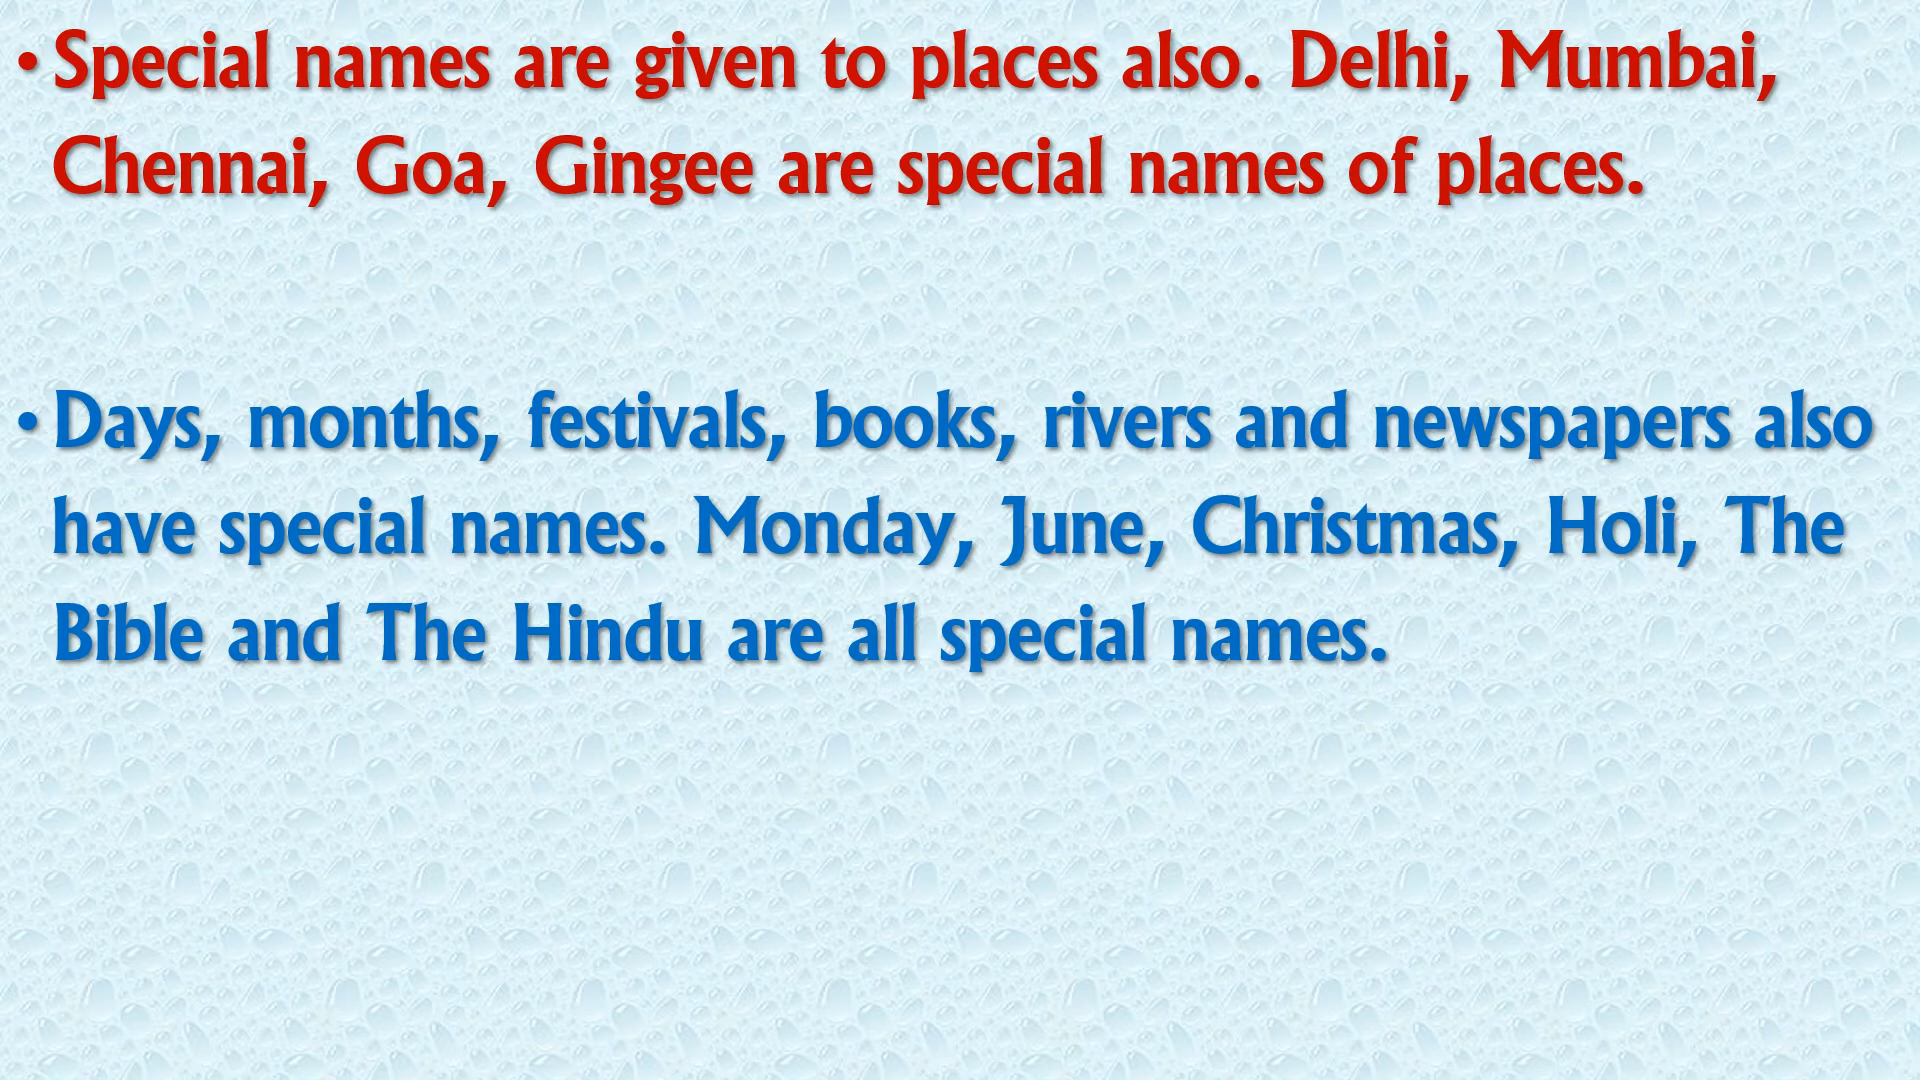 • Special names are given to places also. Delhi, Mumbai,
Chennai, Goa, Gingee are special names of places.
• Days, months, festivals, books, rivers and newspapers also
have special names. Monday, June, Christmas, Holi, The
Bible and The Hindu are all special names.